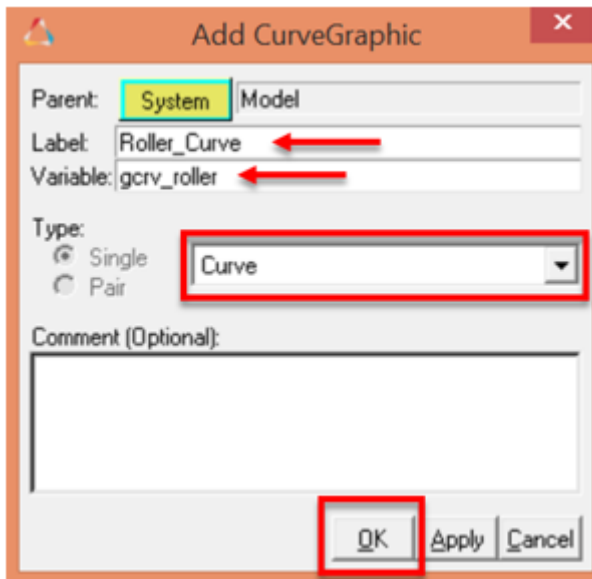 Add CurveGraphic
Parent: System Model
Label: Roller_Curve
Variable: gcrv_roller
Type:
Single
Curve
Pair
Comment (Optional):
OK Apply Cancel